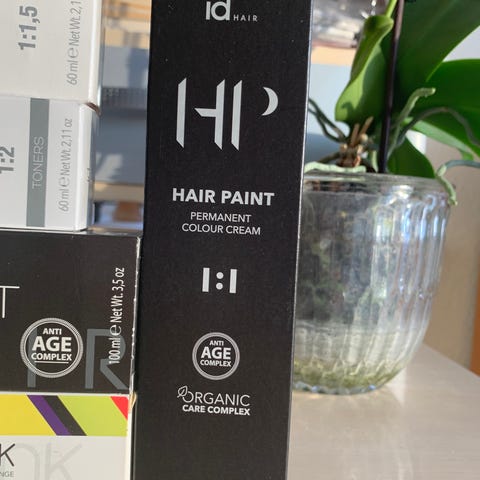 1:1,5
60 ml e Net Wt. 2,1
1:2
TONERS
60 ml e Net Wt. 2,11 oz
T
ANTI
AGE
COMPLEX
100 ml e Net Wt. 3,5 oz
K
NGE
nk
id HAIR
HP
HAIR PAINT
PERMANENT
COLOUR CREAM
1:1
ANTI
AGE
COMPLEX
ORGANIC
CARE COMPLEX